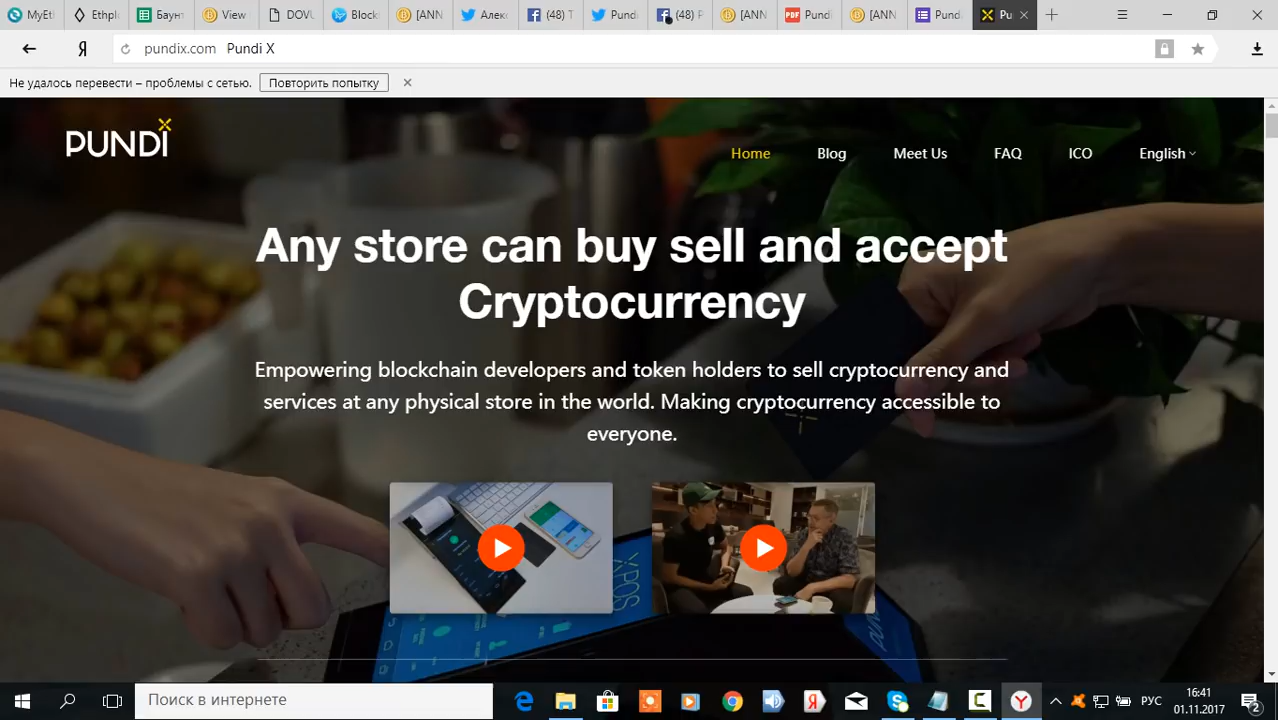 MyEtl
Ethpl
Баунт
View
DOVU
Block
[ANN
Алекс
(48) T
Pundi
(48) P
[ANN
Pundi
[ANN
Pundi
Pu
pundix.com Pundi X
Не удалось перевести – проблемы с сетью. Повторить попытку
PUNDI
Home Blog Meet Us FAQ ICO English
Any store can buy sell and accept
Cryptocurrency
Empowering blockchain developers and token holders to sell cryptocurrency and
services at any physical store in the world. Making cryptocurrency accessible to
everyone.
XPOS
Поиск в интернете
РУС
16:41
01.11.2017
2